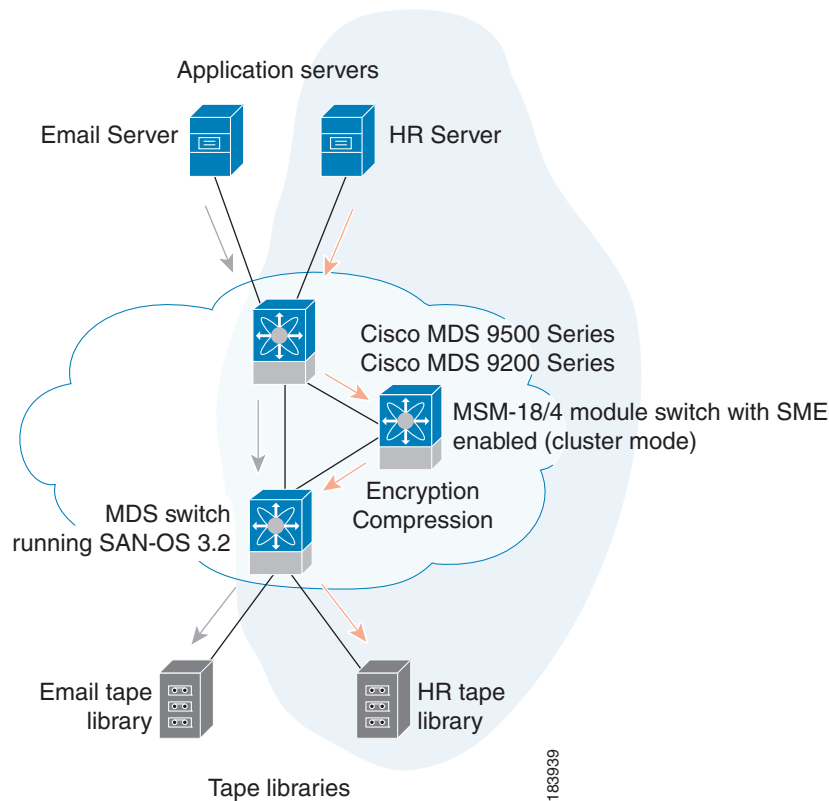 Application servers
Email Server
HR Server
Cisco MDS 9500 Series
Cisco MDS 9200 Series
MSM-18/4 module switch with SME
enabled (cluster mode)
Encryption
Compression
MDS switch
running SAN-OS 3.2
Email tape
library
HR tape
library
Tape libraries
183939